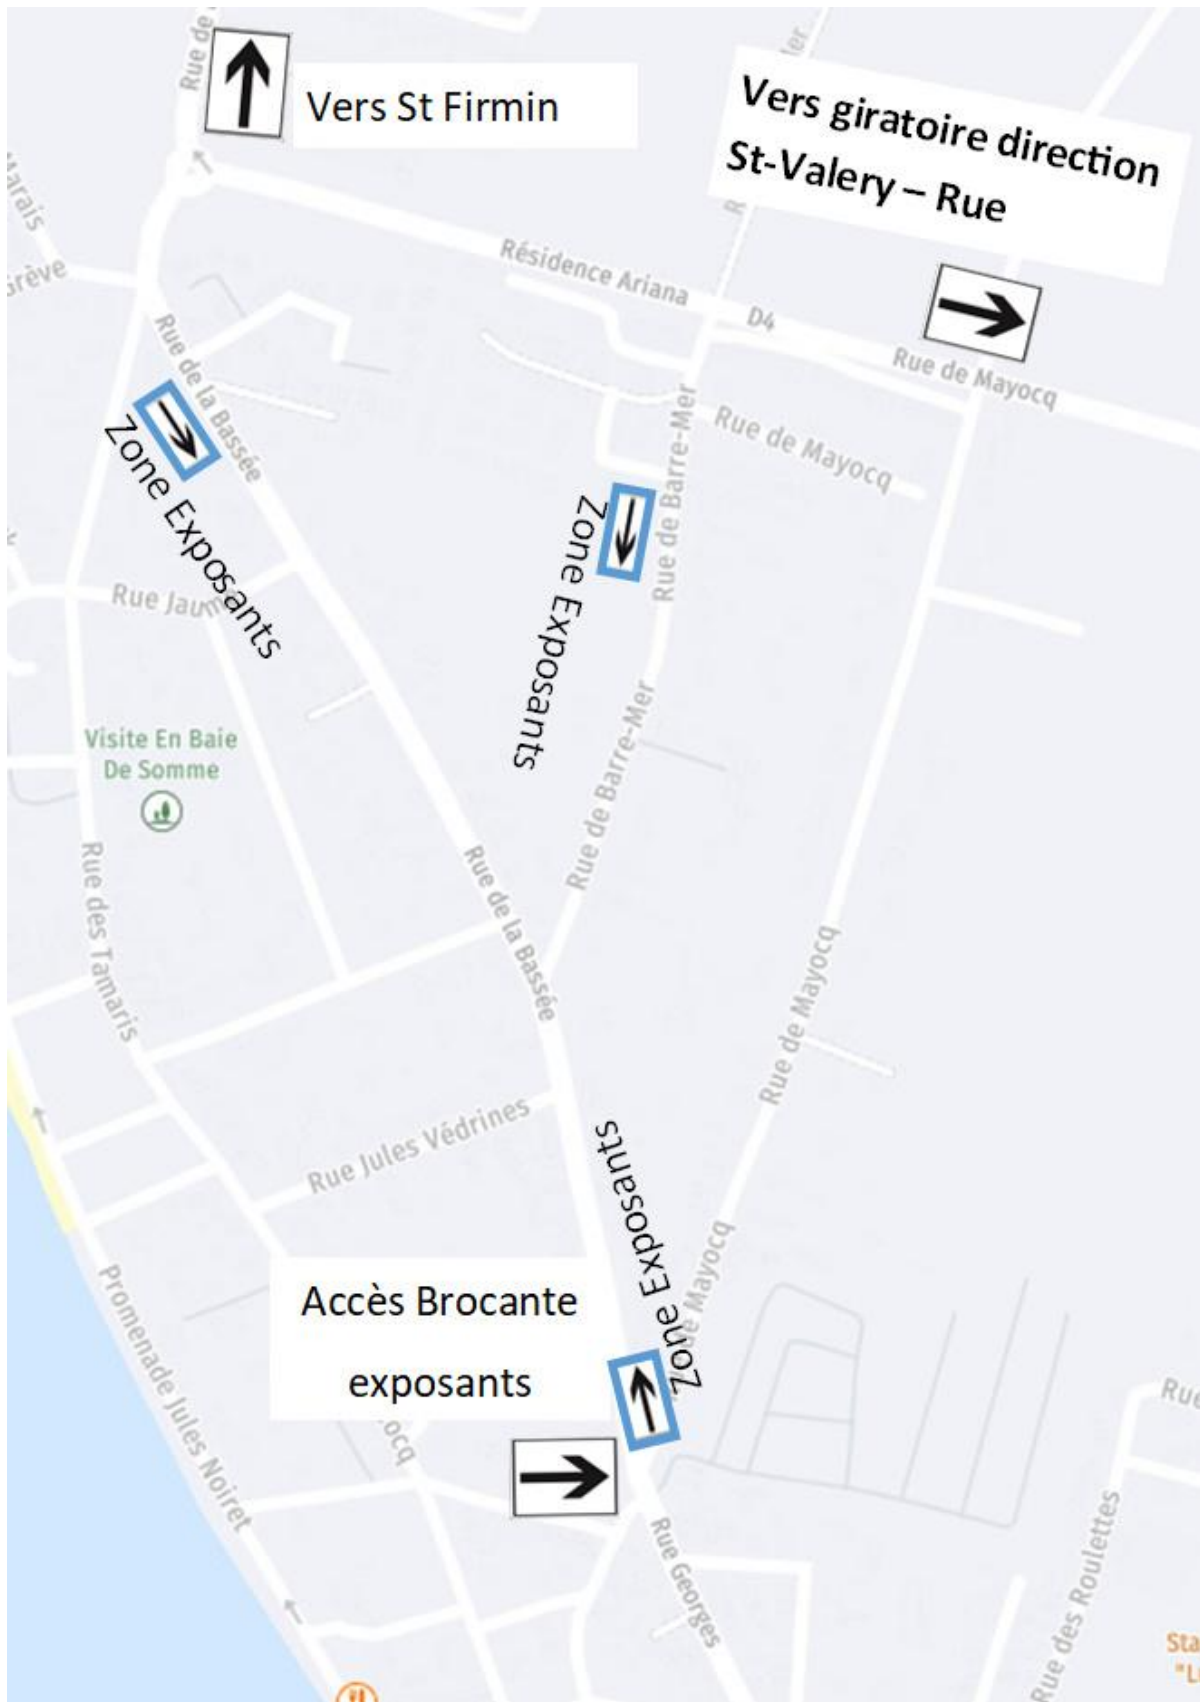 Rue de
Vers St Firmin
Vers giratoire direction
St-Valery – Rue
Marais
Résidence Ariana
D4
Rue de Mayocq
Rue de la Bassée
Zone Exposants
Rue de Barre-Mer
Rue de Mayocq
Zone Exposants
Visite En Baie
De Somme
Rue de Barre-Mer
Rue des Tamaris
Rue de la Bassée
Rue de Mayocq
Rue Jules Védrines
Zone Exposants
Mayocq
Accès Brocante
exposants
Promenade Jules Noiret
Rue Georges
Rue des Roulettes
Rue